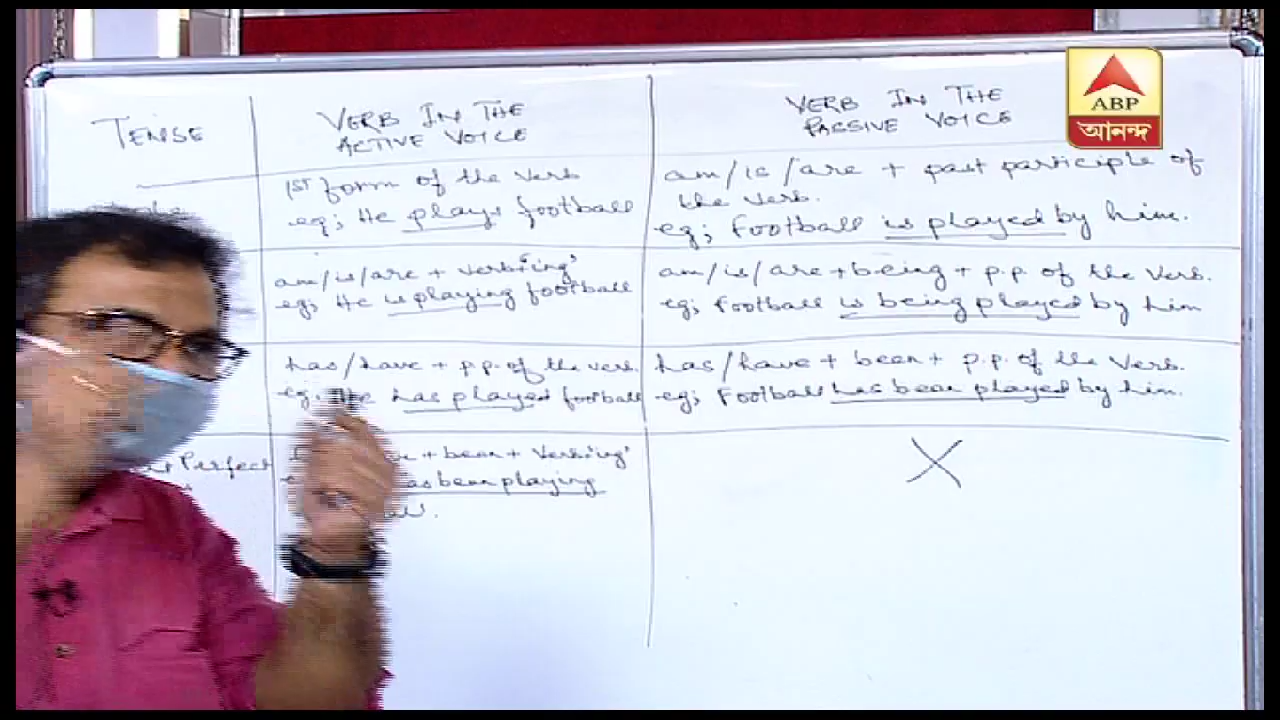 TENSE
VERB IN THE
ACTIVE VOICE
VERB IN THE
PASSIVE VOICE
ABP
আনন্দ
1ST form of the verb
eg; He plays football
am/is/are + past participle of
the verb.
eg; Football is played by him.
am/is/are + verb'ing'
eg; He is playing football
am/is/are + being + p.p. of the verb.
eg; Football is being played by him
has/have + p.p. of the verb.
eg. He has played football
has/have + been + p.p. of the verb.
eg; Football has been played by him.
Perfect
+ been + verb'ing'
has been playing
X